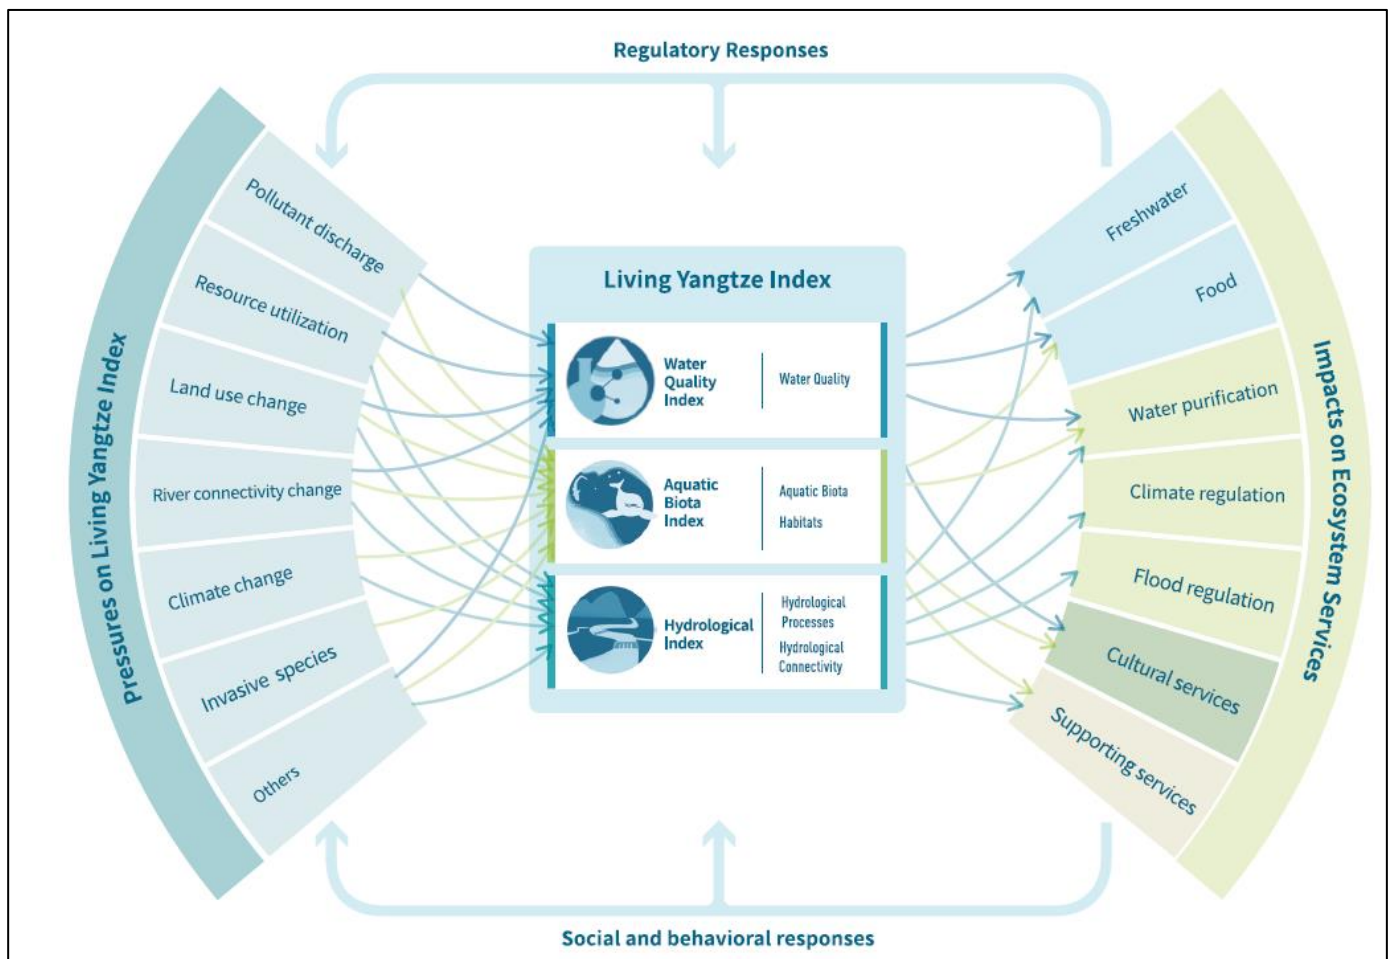 Regulatory Responses
Pressures on Living Yangtze Index
Pollutant discharge
Resource utilization
Land use change
River connectivity change
Climate change
Invasive species
Others
Living Yangtze Index
Water
Quality
Index
Water Quality
Aquatic
Biota
Index
Aquatic Biota
Habitats
Hydrological
Index
Hydrological
Processes
Hydrological
Connectivity
Freshwater
Food
Water purification
Climate regulation
Flood regulation
Cultural services
Supporting services
Impacts on Ecosystem Services
Social and behavioral responses